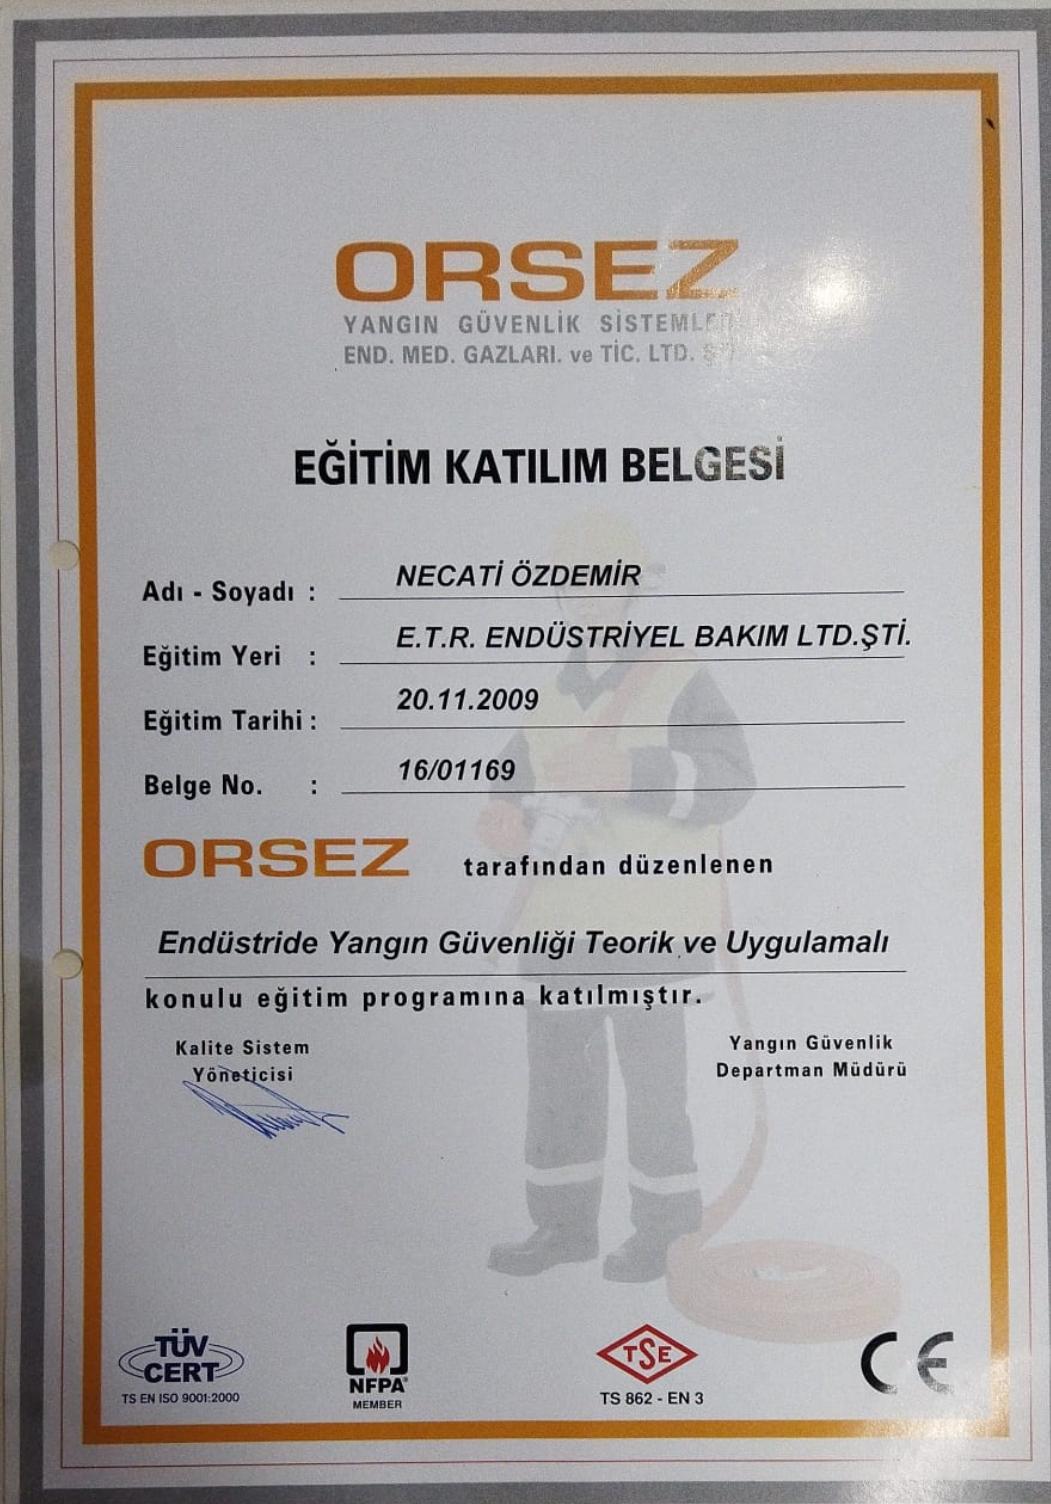 ORSEZ
YANGIN GÜVENLİK SİSTEMLERİ
END. MED. GAZLARI. ve TİC. LTD. ŞTİ.
EĞİTİM KATILIM BELGESİ
Adı - Soyadı : NECATİ ÖZDEMİR
Eğitim Yeri : E.T.R. ENDÜSTRİYEL BAKIM LTD.ŞTİ.
Eğitim Tarihi : 20.11.2009
Belge No. : 16/01169
ORSEZ tarafından düzenlenen
Endüstride Yangın Güvenliği Teorik ve Uygulamalı
konulu eğitim programına katılmıştır.
Kalite Sistem
Yöneticisi
Yangın Güvenlik
Departman Müdürü
TÜV
CERT
TS EN ISO 9001:2000
NFPA®
MEMBER
TSE
TS 862 - EN 3
CE